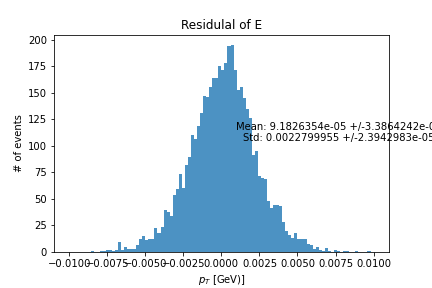 Residulal of E
200
175
150
125
100
75
50
25
0
# of events
Mean: 9.1826354e-05 +/-3.3864242e-0
Std: 0.0022799955 +/-2.3942983e-05
−0.0100 −0.0075 −0.0050 −0.0025 0.0000 0.0025 0.0050 0.0075 0.0100
pT [GeV)]